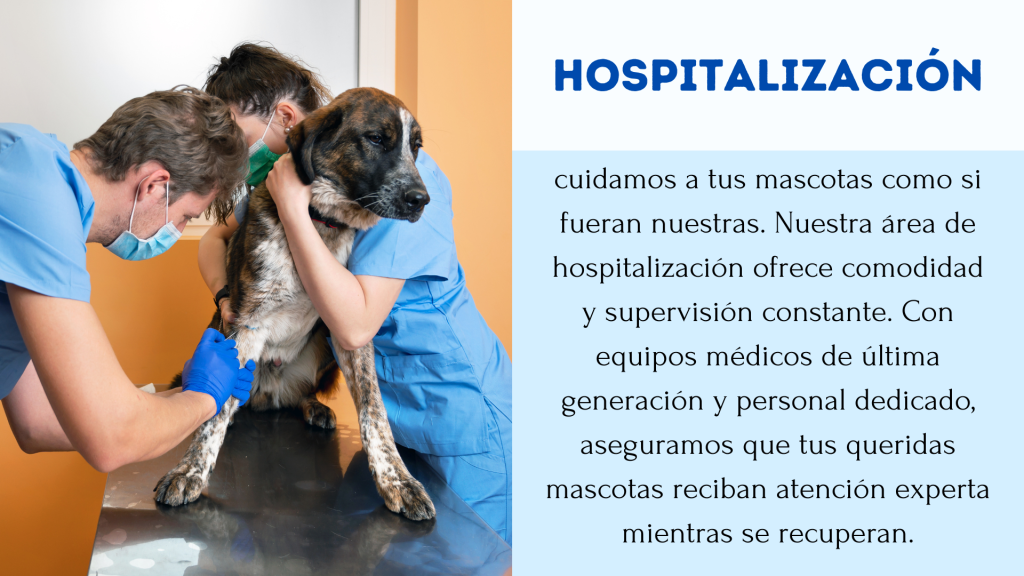 HOSPITALIZACIÓN
cuidamos a tus mascotas como si
fueran nuestras. Nuestra área de
hospitalización ofrece comodidad
y supervisión constante. Con
equipos médicos de última
generación y personal dedicado,
aseguramos que tus queridas
mascotas reciban atención experta
mientras se recuperan.